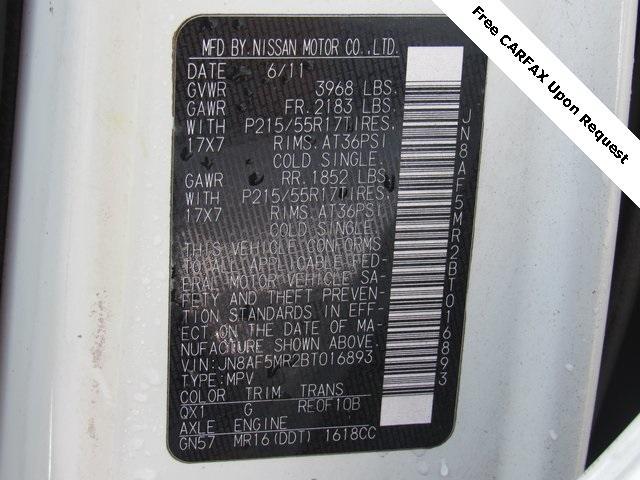 MFD BY NISSAN MOTOR CO., LTD.
DATE 6/11
GVWR 3968 LBS.
GAWR FR. 2183 LBS.
WITH P215/55R17TIRES.
17X7 RIMS. AT36PSI
COLD SINGLE.
GAWR RR. 1852 LBS.
WITH P215/55R17TIRES.
17X7 RIMS. AT36PSI
COLD SINGLE.
THIS VEHICLE CONFORMS
TO ALL APPLICABLE FED-
ERAL MOTOR VEHICLE SA-
FETY AND THEFT PREVEN-
TION STANDARDS IN EFF-
ECT ON THE DATE OF MA-
NUFACTURE SHOWN ABOVE.
VIN: JN8AF5MR2BT016893
TYPE: MPV
COLOR TRIM TRANS
QX1 G RE0F10B
AXLE ENGINE
GN57 MR16 (DDT) 1618CC
JN8AF5MR2BT016893
Free CARFAX Upon Request